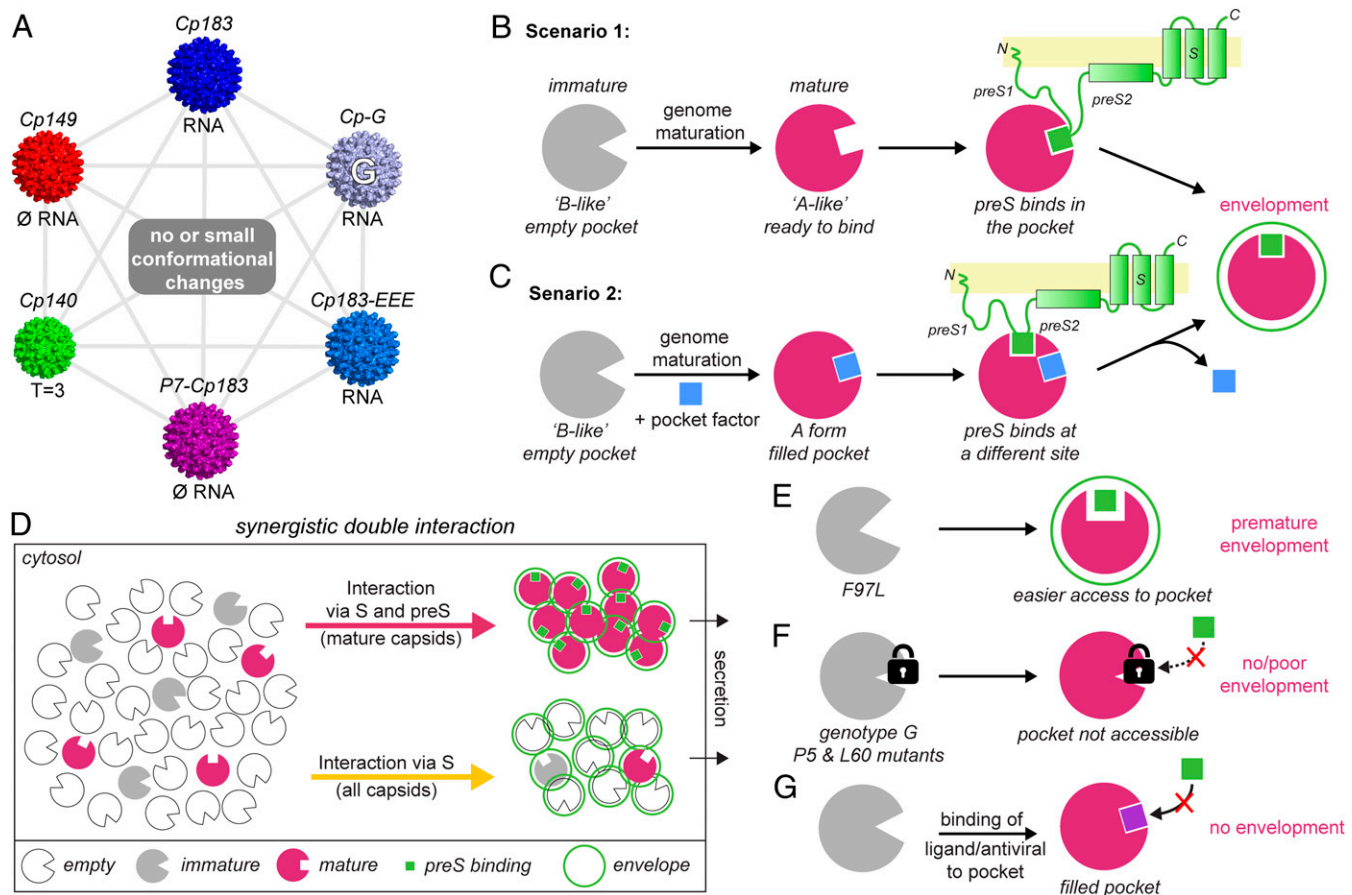 A
Cp183
RNA
Cp149
Ø RNA
Cp-G
G
RNA
no or small
conformational
changes
Cp140
T=3
Cp183-EEE
RNA
P7-Cp183
Ø RNA
B Scenario 1:
immature
'B-like'
empty pocket
genome
maturation
mature
'A-like'
ready to bind
N
preS1
preS2
S
C
preS binds in
the pocket
envelopment
C Senario 2:
'B-like'
empty pocket
genome
maturation
+ pocket factor
A form
filled pocket
N
preS1
preS2
S
C
preS binds at
a different site
D
synergistic double interaction
cytosol
Interaction
via S and preS
(mature capsids)
Interaction via S
(all capsids)
secretion
empty
immature
mature
preS binding
envelope
E
F97L
easier access to pocket
premature
envelopment
F
genotype G
P5 & L60 mutants
pocket not accessible
no/poor
envelopment
G
binding of
ligand/antiviral
to pocket
filled pocket
no envelopment